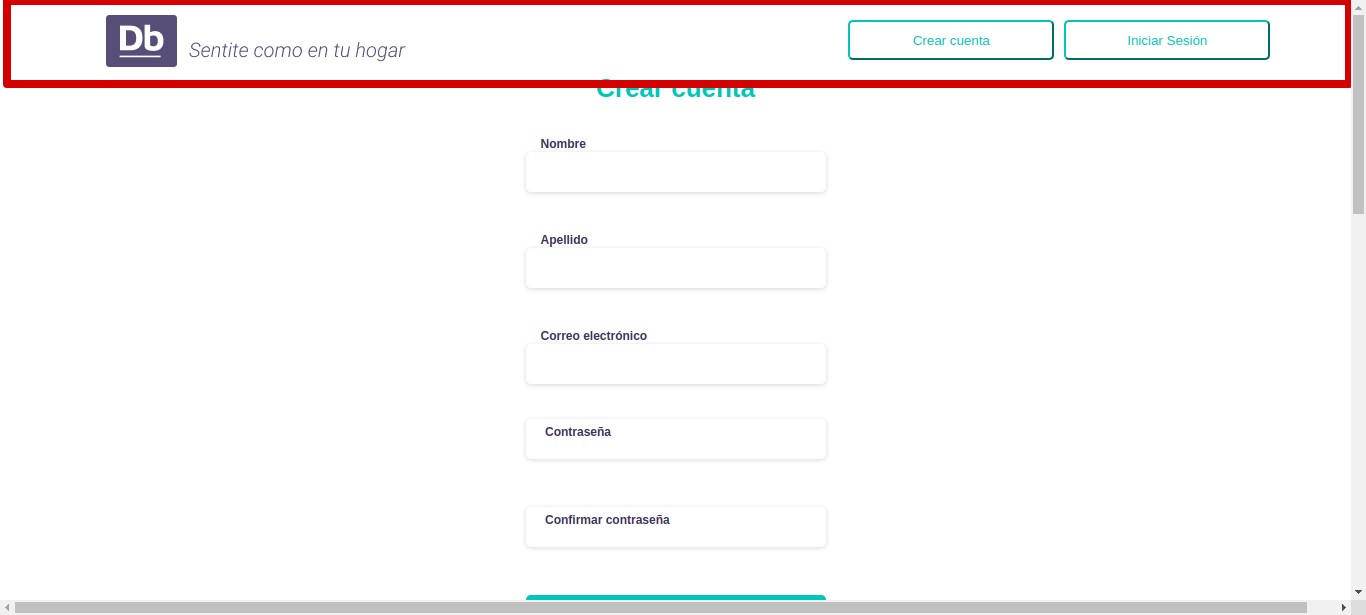 Db
Sentite como en tu hogar
Crear cuenta
Iniciar Sesión
Crear cuenta
Nombre
Apellido
Correo electrónico
Contraseña
Confirmar contraseña